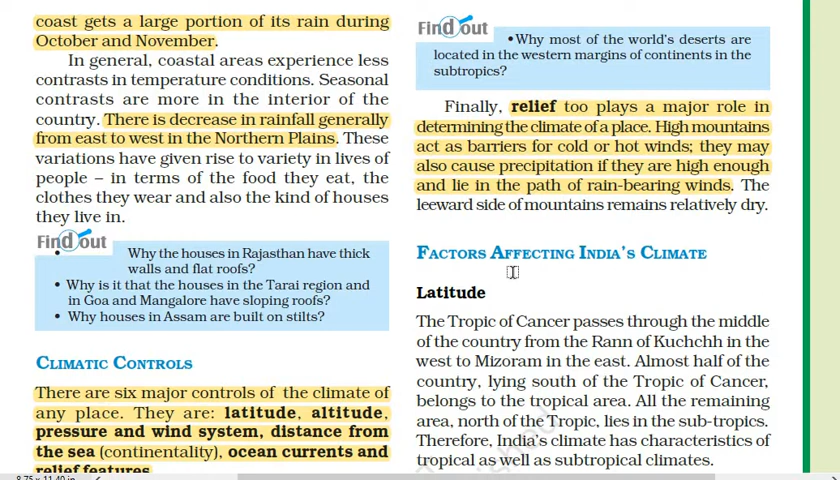 coast gets a large portion of its rain during
October and November.
In general, coastal areas experience less
contrasts in temperature conditions. Seasonal
contrasts are more in the interior of the
country. There is decrease in rainfall generally
from east to west in the Northern Plains. These
variations have given rise to variety in lives of
people – in terms of the food they eat, the
clothes they wear and also the kind of houses
they live in.
Find out
• Why the houses in Rajasthan have thick
walls and flat roofs?
• Why is it that the houses in the Tarai region and
in Goa and Mangalore have sloping roofs?
• Why houses in Assam are built on stilts?
CLIMATIC CONTROLS
There are six major controls of the climate of
any place. They are: latitude, altitude,
pressure and wind system, distance from
the sea (continentality), ocean currents and
relief features.
8.75 x 11.40 in
Find out
• Why most of the world's deserts are
located in the western margins of continents in the
subtropics?
Finally, relief too plays a major role in
determining the climate of a place. High mountains
act as barriers for cold or hot winds; they may
also cause precipitation if they are high enough
and lie in the path of rain-bearing winds. The
leeward side of mountains remains relatively dry.
FACTORS AFFECTING INDIA'S CLIMATE
Latitude
The Tropic of Cancer passes through the middle
of the country from the Rann of Kuchchh in the
west to Mizoram in the east. Almost half of the
country, lying south of the Tropic of Cancer,
belongs to the tropical area. All the remaining
area, north of the Tropic, lies in the sub-tropics.
Therefore, India's climate has characteristics of
tropical as well as subtropical climates.